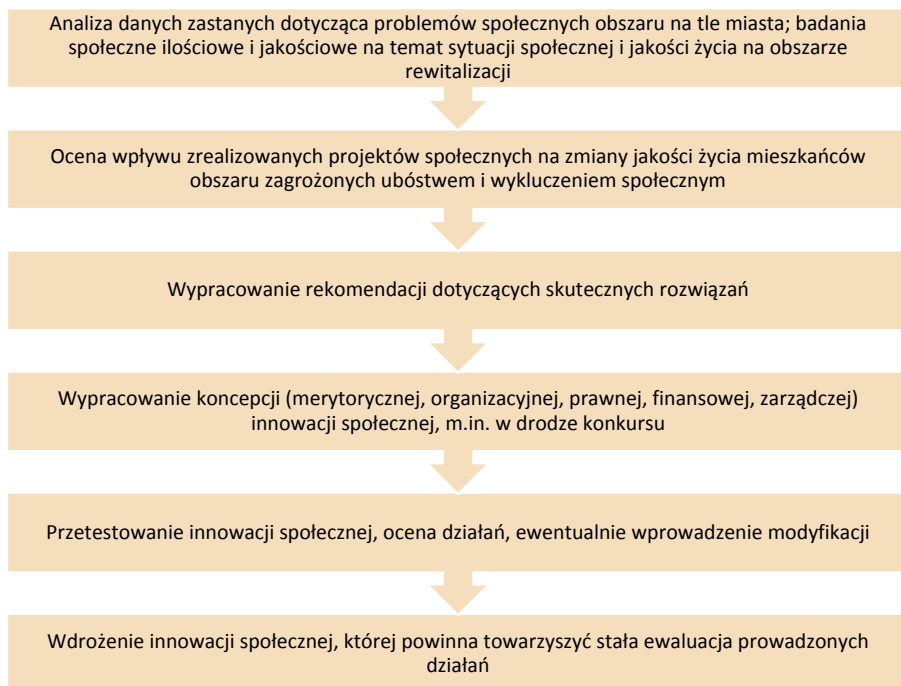 Analiza danych zastanych dotycząca problemów społecznych obszaru na tle miasta; badania
społeczne ilościowe i jakościowe na temat sytuacji społecznej i jakości życia na obszarze
rewitalizacji
Ocena wpływu zrealizowanych projektów społecznych na zmiany jakości życia mieszkańców
obszaru zagrożonych ubóstwem i wykluczeniem społecznym
Wypracowanie rekomendacji dotyczących skutecznych rozwiązań
Wypracowanie koncepcji (merytorycznej, organizacyjnej, prawnej, finansowej, zarządczej)
innowacji społecznej, m.in. w drodze konkursu
Przetestowanie innowacji społecznej, ocena działań, ewentualnie wprowadzenie modyfikacji
Wdrożenie innowacji społecznej, której powinna towarzyszyć stała ewaluacja prowadzonych
działań